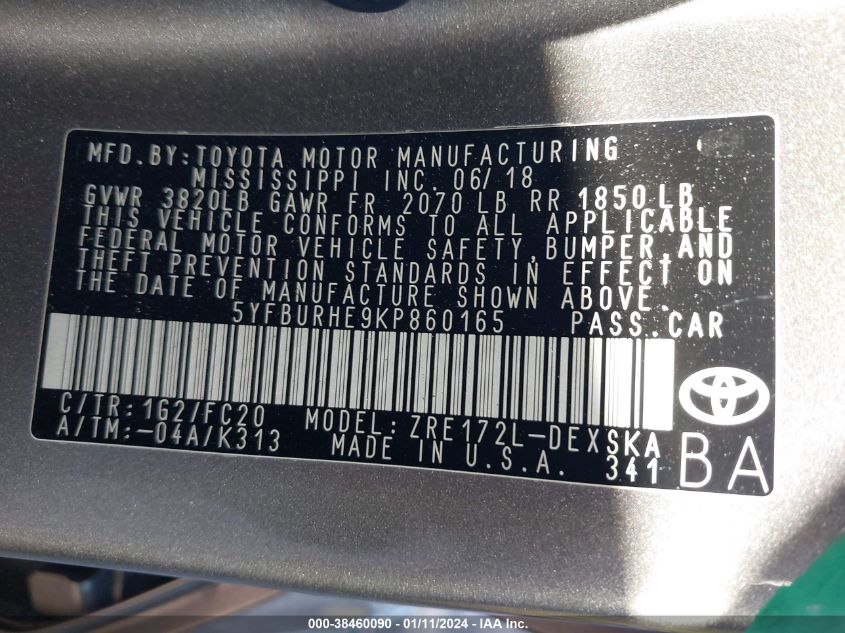 MFD.BY:TOYOTA MOTOR MANUFACTURING
MISSISSIPPI INC. 06/18
GVWR 3820LB GAWR FR 2070 LB RR 1850 LB
THIS VEHICLE CONFORMS TO ALL APPLICABLE
FEDERAL MOTOR VEHICLE SAFETY,BUMPER,AND
THEFT PREVENTION STANDARDS IN EFFECT ON
THE DATE OF MANUFACTURE SHOWN ABOVE.
5YFBURHE9KP860165 PASS.CAR
C/TR:1G2/FC20 MODEL:ZRE172L-DEXSKA
A/TM:-04A/K313 MADE IN U.S.A. 341
BA
000-38460090 - 01/11/2024 - IAA Inc.